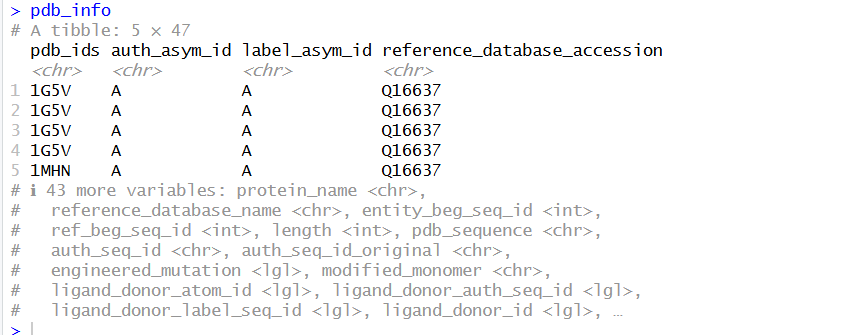 > pdb_info
# A tibble: 5 × 47
pdb_ids auth_asym_id label_asym_id reference_database_accession
<chr> <chr> <chr> <chr>
1 1G5V A A Q16637
2 1G5V A A Q16637
3 1G5V A A Q16637
4 1G5V A A Q16637
5 1MHN A A Q16637
# ℹ 43 more variables: protein_name <chr>,
# reference_database_name <chr>, entity_beg_seq_id <int>,
# ref_beg_seq_id <int>, length <int>, pdb_sequence <chr>,
# auth_seq_id <chr>, auth_seq_id_original <chr>,
# engineered_mutation <lgl>, modified_monomer <chr>,
# ligand_donor_atom_id <lgl>, ligand_donor_auth_seq_id <lgl>,
# ligand_donor_label_seq_id <lgl>, ligand_donor_id <lgl>, …
>